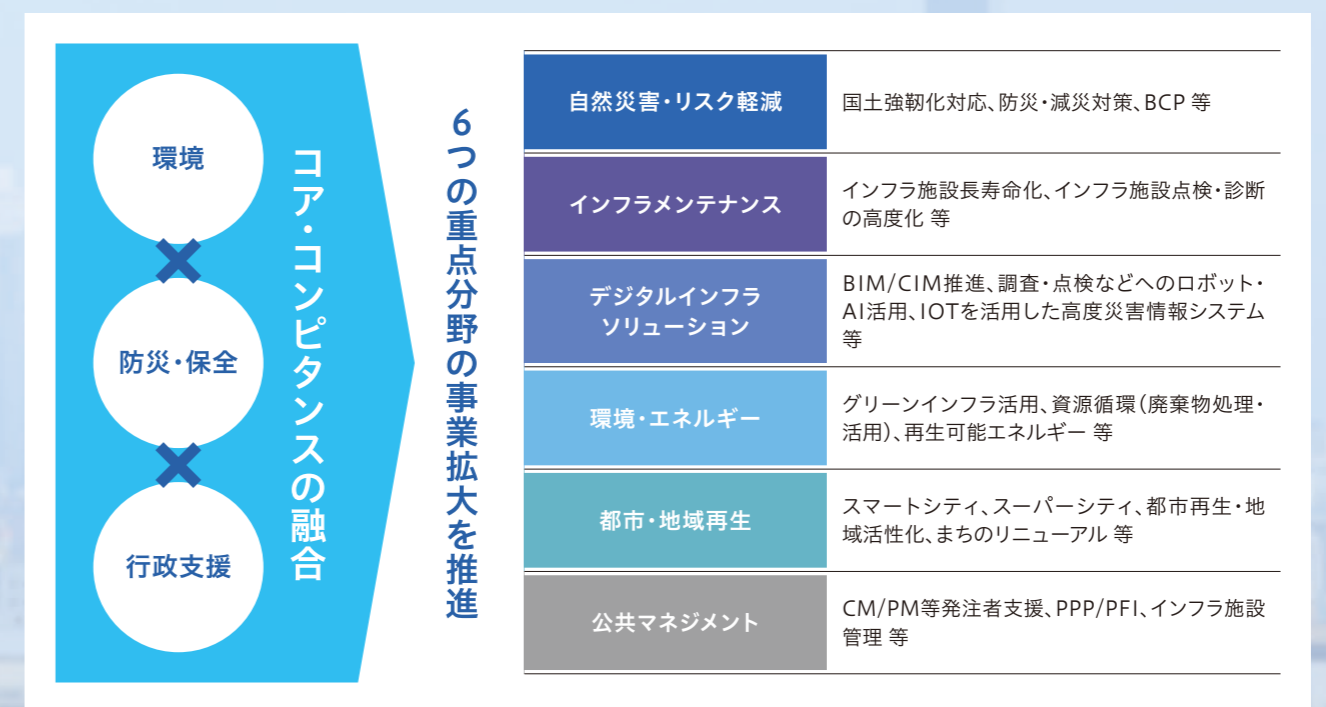 環境
防災・保全
行政支援
コア・コンピタンスの融合
6つの重点分野の事業拡大を推進
自然災害・リスク軽減
国土強靱化対応、防災・減災対策、BCP 等
インフラメンテナンス
インフラ施設長寿命化、インフラ施設点検・診断
の高度化 等
デジタルインフラ
ソリューション
BIM/CIM推進、調査・点検などへのロボット・
AI活用、IOTを活用した高度災害情報システム
等
環境・エネルギー
グリーンインフラ活用、資源循環（廃棄物処理・
活用）、再生可能エネルギー 等
都市・地域再生
スマートシティ、スーパーシティ、都市再生・地
域活性化、まちのリニューアル 等
公共マネジメント
CM/PM等発注者支援、PPP/PFI、インフラ施設
管理 等